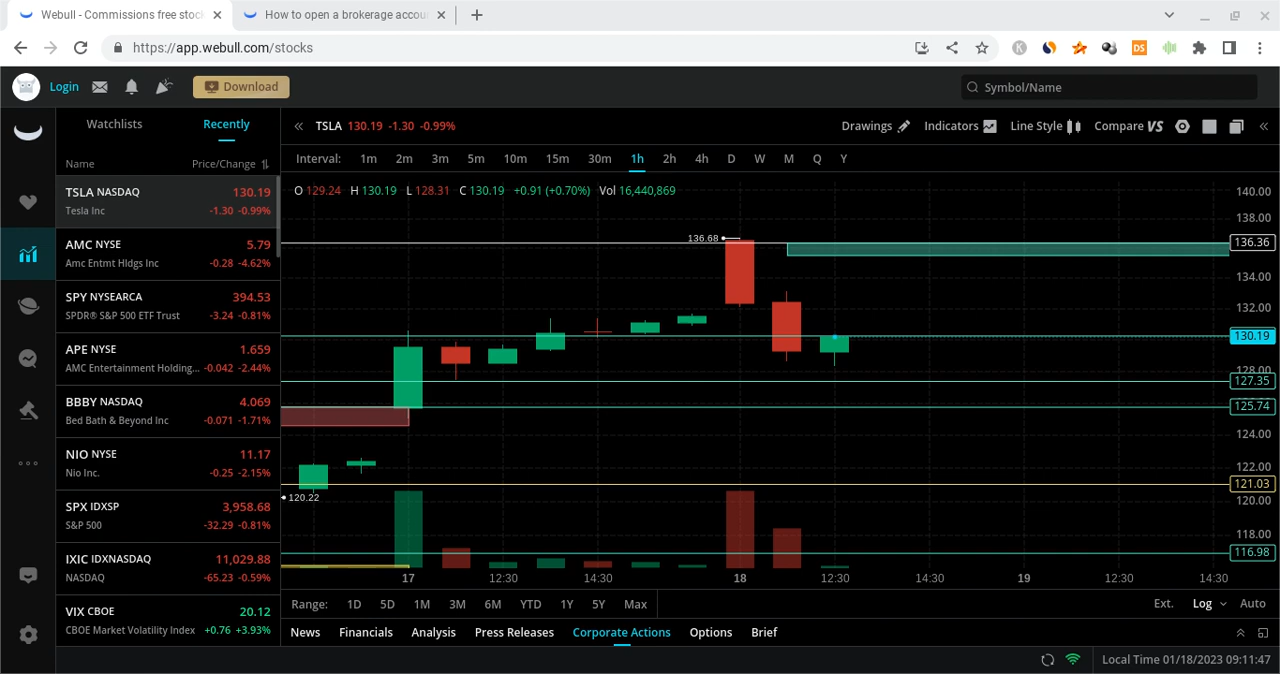 Webull - Commissions free stock
How to open a brokerage accou
https://app.webull.com/stocks
K
DS
Login
Download
Symbol/Name
Watchlists
Recently
Name
Price/Change
TSLA NASDAQ 130.19
Tesla Inc -1.30 -0.99%
AMC NYSE 5.79
Amc Entmt Hldgs Inc -0.28 -4.62%
SPY NYSEARCA 394.53
SPDR® S&P 500 ETF Trust -3.24 -0.81%
APE NYSE 1.659
AMC Entertainment Holding... -0.042 -2.44%
BBBY NASDAQ 4.069
Bed Bath & Beyond Inc -0.071 -1.71%
NIO NYSE 11.17
Nio Inc. -0.25 -2.15%
SPX IDXSP 3,958.68
S&P 500 -32.29 -0.81%
IXIC IDXNASDAQ 11,029.88
NASDAQ -65.23 -0.59%
VIX CBOE 20.12
CBOE Market Volatility Index +0.76 +3.93%
TSLA 130.19 -1.30 -0.99%
Drawings
Indicators
Line Style
Compare VS
Interval: 1m 2m 3m 5m 10m 15m 30m 1h 2h 4h D W M Q Y
O 129.24 H 130.19 L 128.31 C 130.19 +0.91 (+0.70%) Vol 16,440,869
136.68
120.22
140.00
138.00
136.36
134.00
132.00
130.19
128.00
127.35
125.74
124.00
122.00
121.03
120.00
118.00
116.98
17 12:30 14:30 18 12:30 14:30 19 12:30 14:30
Range: 1D 5D 1M 3M 6M YTD 1Y 5Y Max
Ext. Log Auto
News Financials Analysis Press Releases Corporate Actions Options Brief
Local Time 01/18/2023 09:11:47